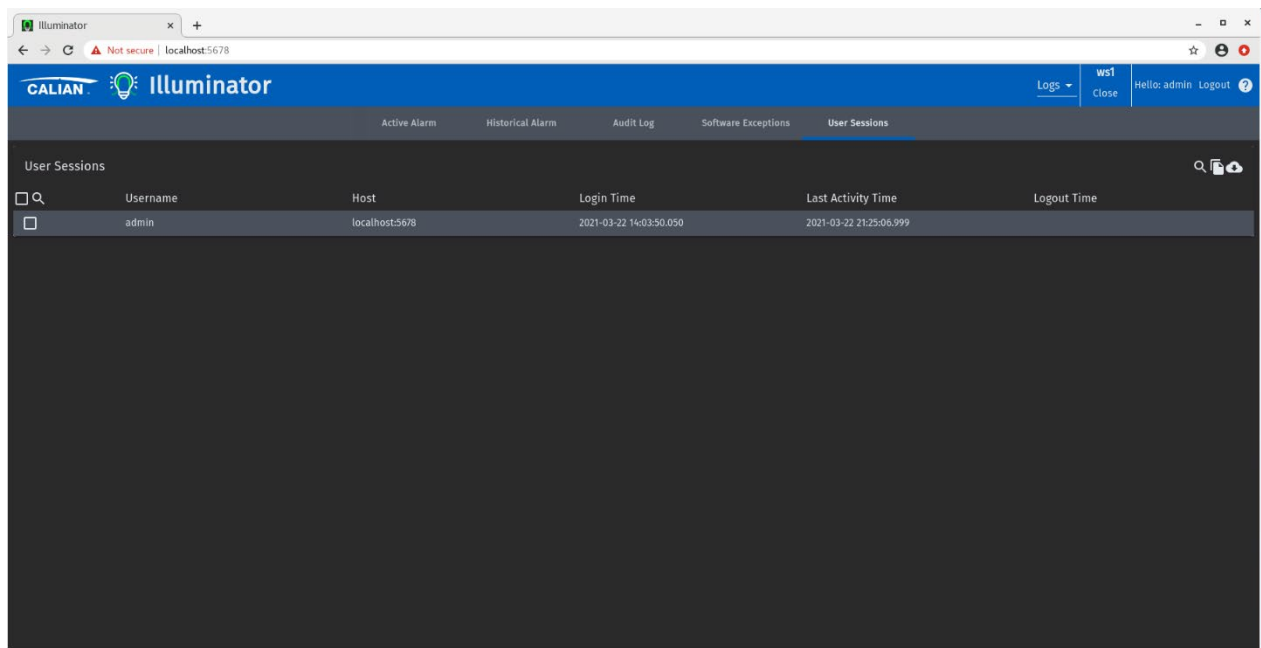 Illuminator
Not secure | localhost:5678
CALIAN Illuminator Logs ws1 Close Hello: admin Logout ?
Active Alarm Historical Alarm Audit Log Software Exceptions User Sessions
User Sessions
Username Host Login Time Last Activity Time Logout Time
admin localhost:5678 2021-03-22 14:03:50.050 2021-03-22 21:25:06.999